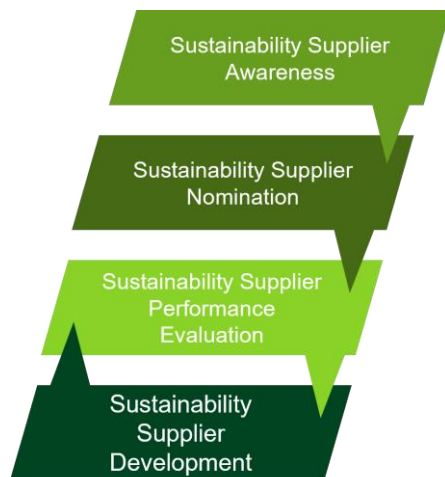 Sustainability Supplier
Awareness
Sustainability Supplier
Nomination
Sustainability Supplier
Performance
Evaluation
Sustainability
Supplier
Development